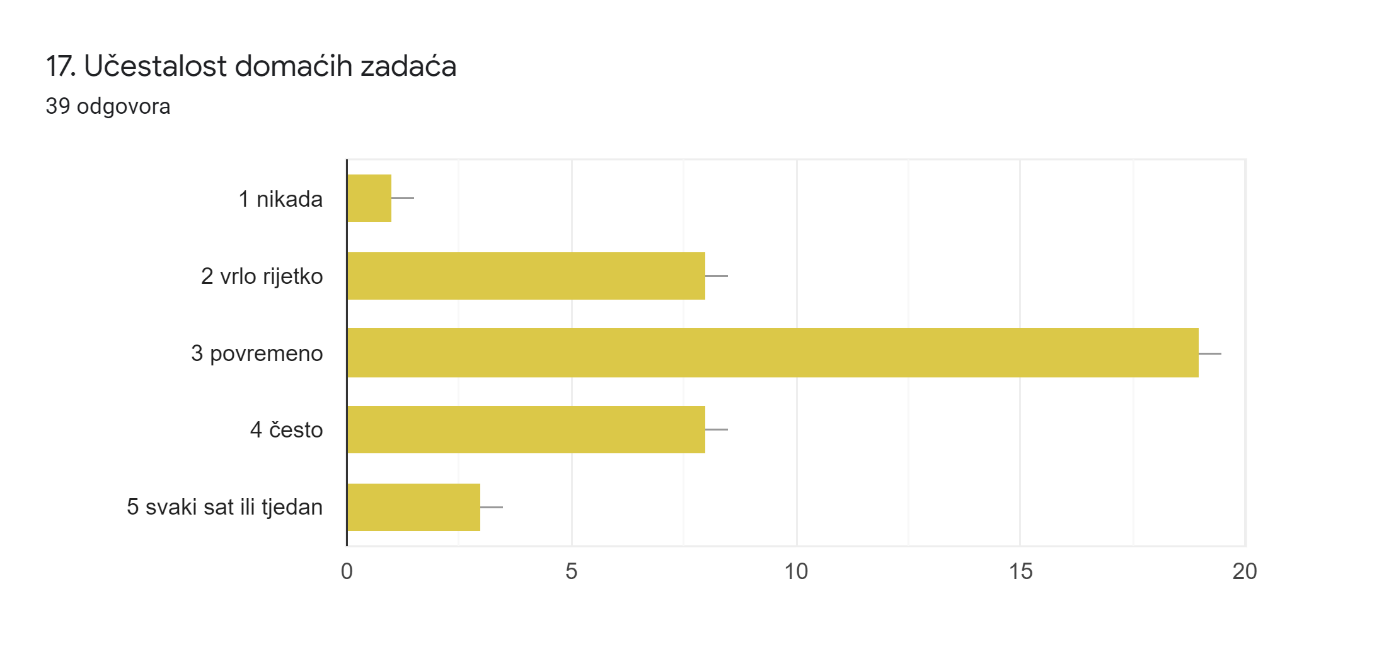 17. Učestalost domaćih zadaća
39 odgovora
1 nikada
2 vrlo rijetko
3 povremeno
4 često
5 svaki sat ili tjedan
0 5 10 15 20